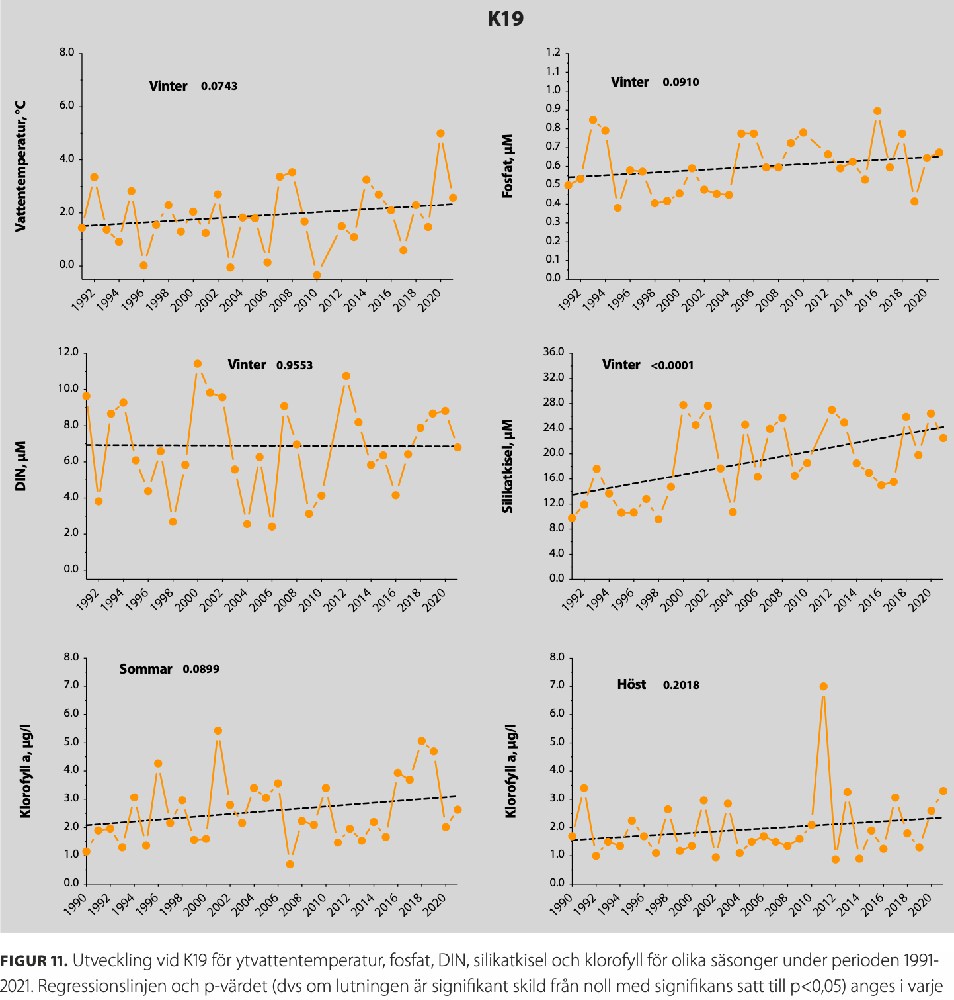 K19
Vattentemperatur, °C
8.0
6.0
4.0
2.0
0.0
Vinter 0.0743
1992 1994 1996 1998 2000 2002 2004 2006 2008 2010 2012 2014 2016 2018 2020
Fosfat, µM
1.2
1.1
1.0
0.9
0.8
0.7
0.6
0.5
0.4
0.3
0.2
0.1
0.0
Vinter 0.0910
1992 1994 1996 1998 2000 2002 2004 2006 2008 2010 2012 2014 2016 2018 2020
DIN, µM
12.0
10.0
8.0
6.0
4.0
2.0
0.0
Vinter 0.9553
1992 1994 1996 1998 2000 2002 2004 2006 2008 2010 2012 2014 2016 2018 2020
Silikatkisel, µM
36.0
32.0
28.0
24.0
20.0
16.0
12.0
8.0
4.0
0.0
Vinter <0.0001
1992 1994 1996 1998 2000 2002 2004 2006 2008 2010 2012 2014 2016 2018 2020
Klorofyll a, µg/l
8.0
7.0
6.0
5.0
4.0
3.0
2.0
1.0
0.0
Sommar 0.0899
1990 1992 1994 1996 1998 2000 2002 2004 2006 2008 2010 2012 2014 2016 2018 2020
Klorofyll a, µg/l
8.0
7.0
6.0
5.0
4.0
3.0
2.0
1.0
0.0
Höst 0.2018
1990 1992 1994 1996 1998 2000 2002 2004 2006 2008 2010 2012 2014 2016 2018 2020
FIGUR 11. Utveckling vid K19 för ytvattentemperatur, fosfat, DIN, silikatkisel och klorofyll för olika säsonger under perioden 1991-
2021. Regressionslinjen och p-värdet (dvs om lutningen är signifikant skild från noll med signifikans satt till p<0,05) anges i varje